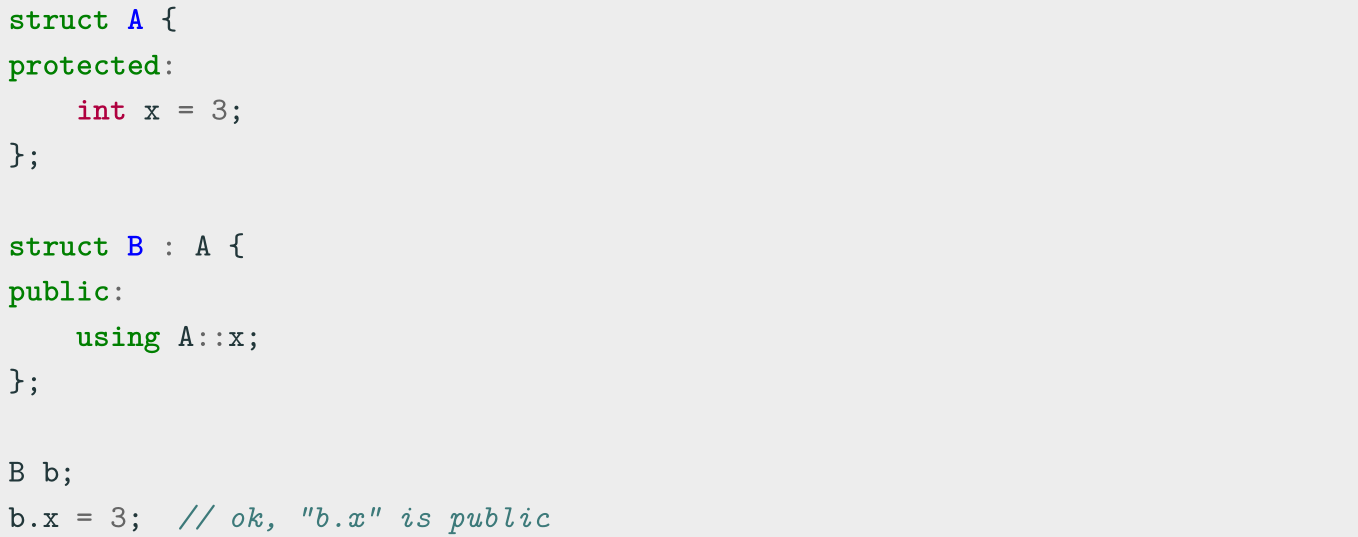 struct A {
protected:
    int x = 3;
};

struct B : A {
public:
    using A::x;
};

B b;
b.x = 3;  // ok, "b.x" is public